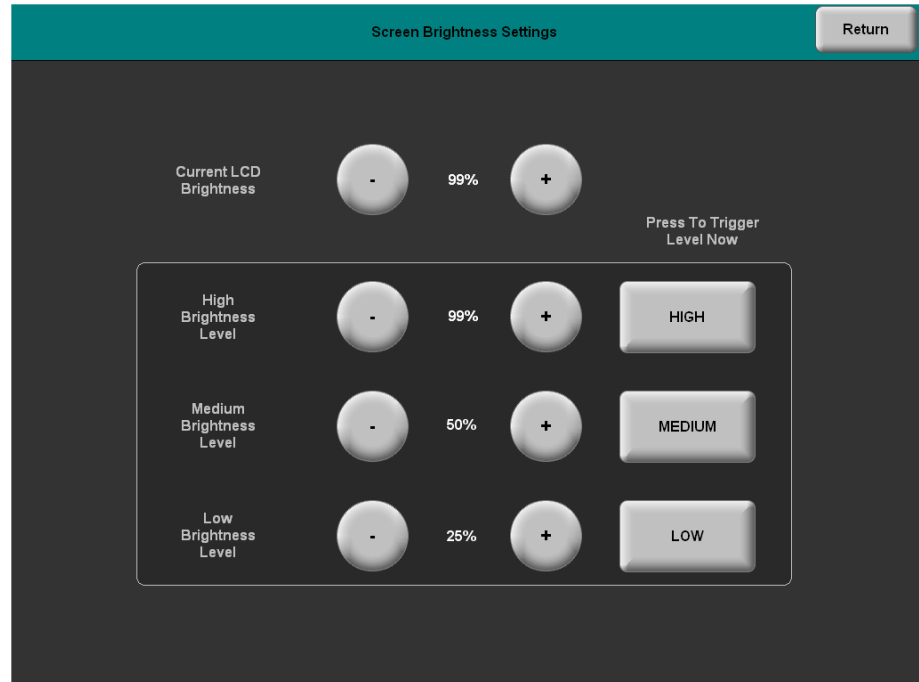 Screen Brightness Settings
Return
Current LCD
Brightness
-
99%
+
Press To Trigger
Level Now
High
Brightness
Level
-
99%
+
HIGH
Medium
Brightness
Level
-
50%
+
MEDIUM
Low
Brightness
Level
-
25%
+
LOW